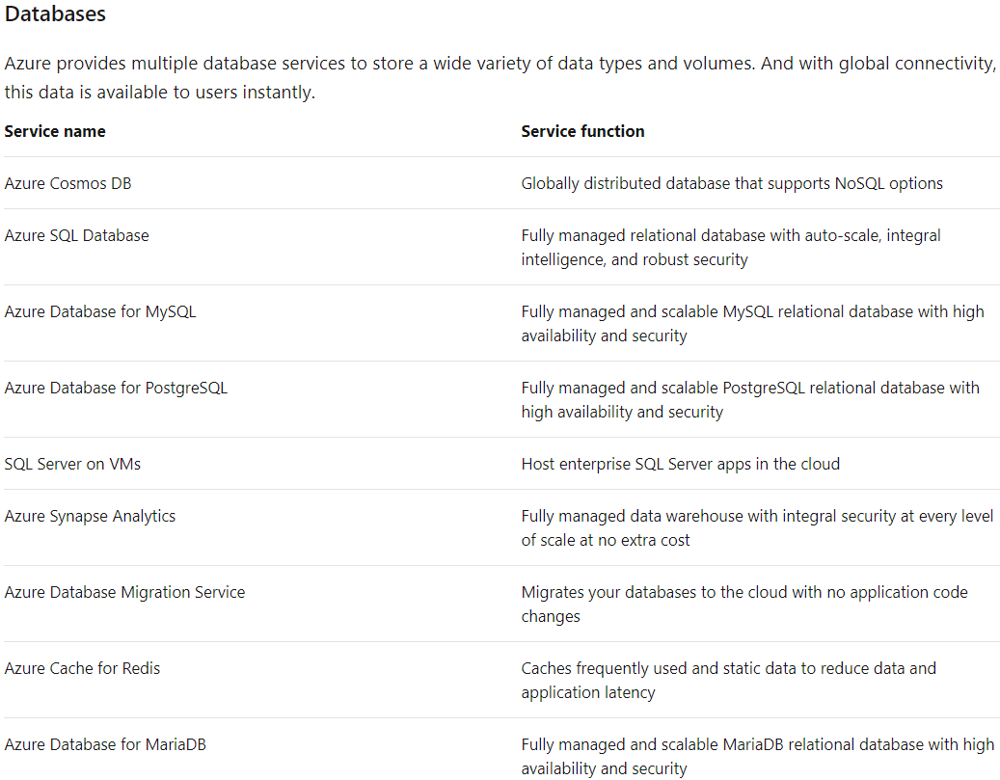 Databases
Azure provides multiple database services to store a wide variety of data types and volumes. And with global connectivity,
this data is available to users instantly.
Service name
Service function
Azure Cosmos DB
Globally distributed database that supports NoSQL options
Azure SQL Database
Fully managed relational database with auto-scale, integral
intelligence, and robust security
Azure Database for MySQL
Fully managed and scalable MySQL relational database with high
availability and security
Azure Database for PostgreSQL
Fully managed and scalable PostgreSQL relational database with
high availability and security
SQL Server on VMs
Host enterprise SQL Server apps in the cloud
Azure Synapse Analytics
Fully managed data warehouse with integral security at every level
of scale at no extra cost
Azure Database Migration Service
Migrates your databases to the cloud with no application code
changes
Azure Cache for Redis
Caches frequently used and static data to reduce data and
application latency
Azure Database for MariaDB
Fully managed and scalable MariaDB relational database with high
availability and security